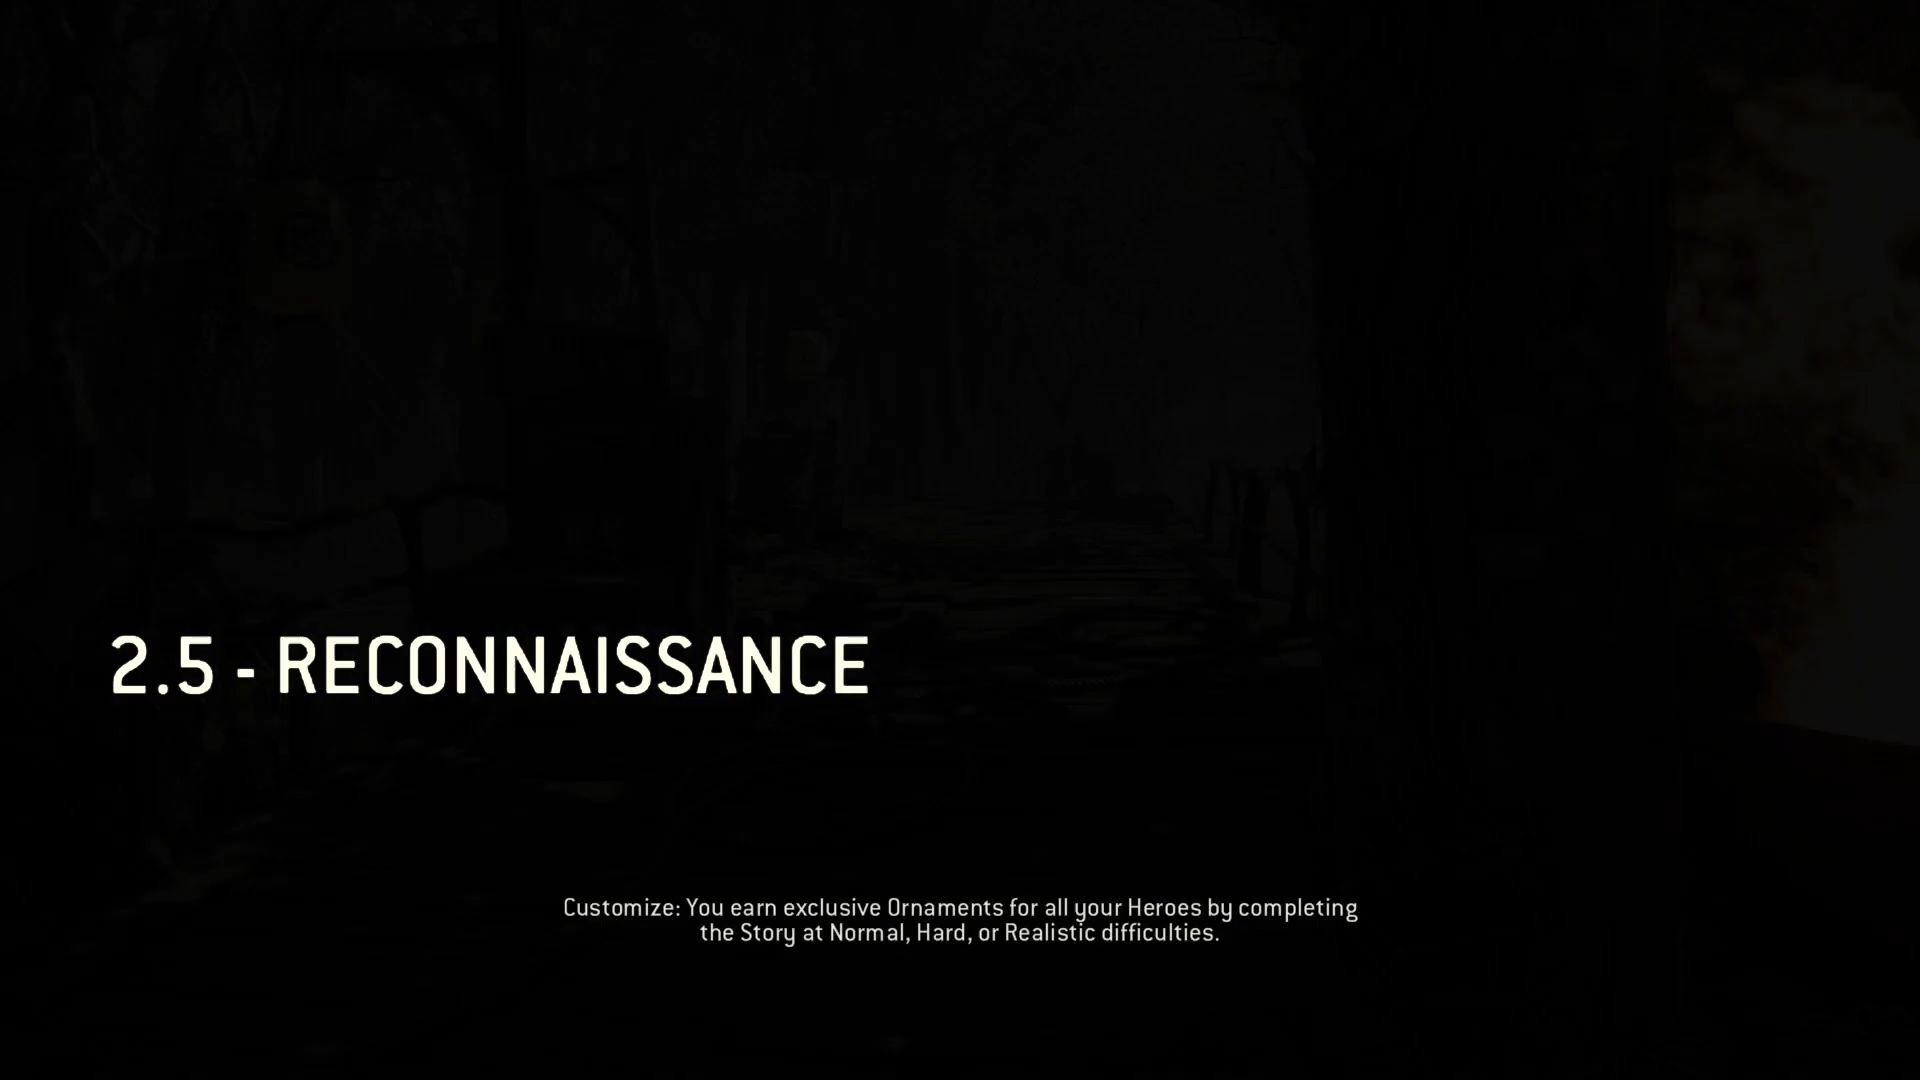 2.5 - RECONNAISSANCE
Customize: You earn exclusive Ornaments for all your Heroes by completing
the Story at Normal, Hard, or Realistic difficulties.